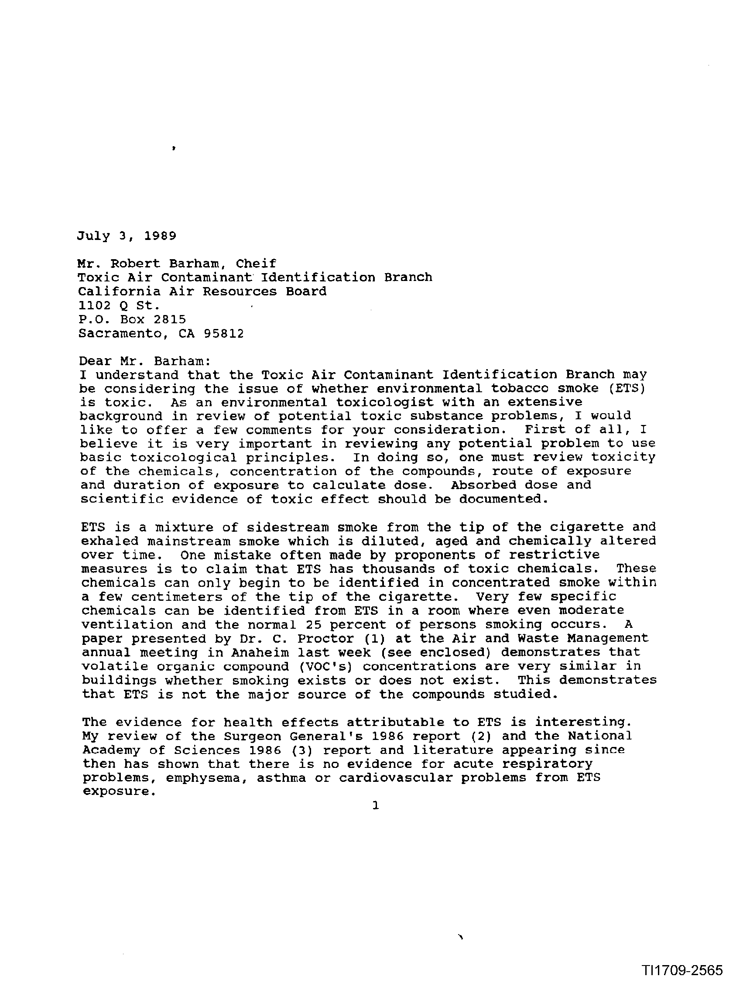 July 3, 1989
Mr. Robert Barham, Cheif
Toxic Air Contaminant Identification Branch
California Air Resources Board
1102 Q St.
P.O. Box 2815
Sacramento, CA 95812
Dear Mr. Barham:
I understand that the Toxic Air Contaminant Identification Branch may
be considering the issue of whether environmental tobacco smoke (ETS)
is toxic. As an environmental toxicologist with an extensive
background in review of potential toxic substance problems, I would
like to offer a few comments for your consideration. First of all, I
believe it is very important in reviewing any potential problem to use
basic toxicological principles. In doing so, one must review toxicity
of the chemicals, concentration of the compounds, route of exposure
and duration of exposure to calculate dose. Absorbed dose and
scientific evidence of toxic effect should be documented.
ETS is a mixture of sidestream smoke from the tip of the cigarette and
exhaled mainstream smoke which is diluted, aged and chemically altered
over time. One mistake often made by proponents of restrictive
measures is to claim that ETS has thousands of toxic chemicals. These
chemicals can only begin to be identified in concentrated smoke within
a few centimeters of the tip of the cigarette. Very few specific
chemicals can be identified from ETS in a room where even moderate
ventilation and the normal 25 percent of persons smoking occurs. A
paper presented by Dr. C. Proctor (1) at the Air and Waste Management
annual meeting in Anaheim last week (see enclosed) demonstrates that
volatile organic compound (VOC's) concentrations are very similar in
buildings whether smoking exists or does not exist. This demonstrates
that ETS is not the major source of the compounds studied.
The evidence for health effects attributable to ETS is interesting.
My review of the Surgeon General's 1986 report (2) and the National
Academy of Sciences 1986 (3) report and literature appearing since
then has shown that there is no evidence for acute respiratory
problems, emphysema, asthma or cardiovascular problems from ETS
exposure.
1
TI1709-2565